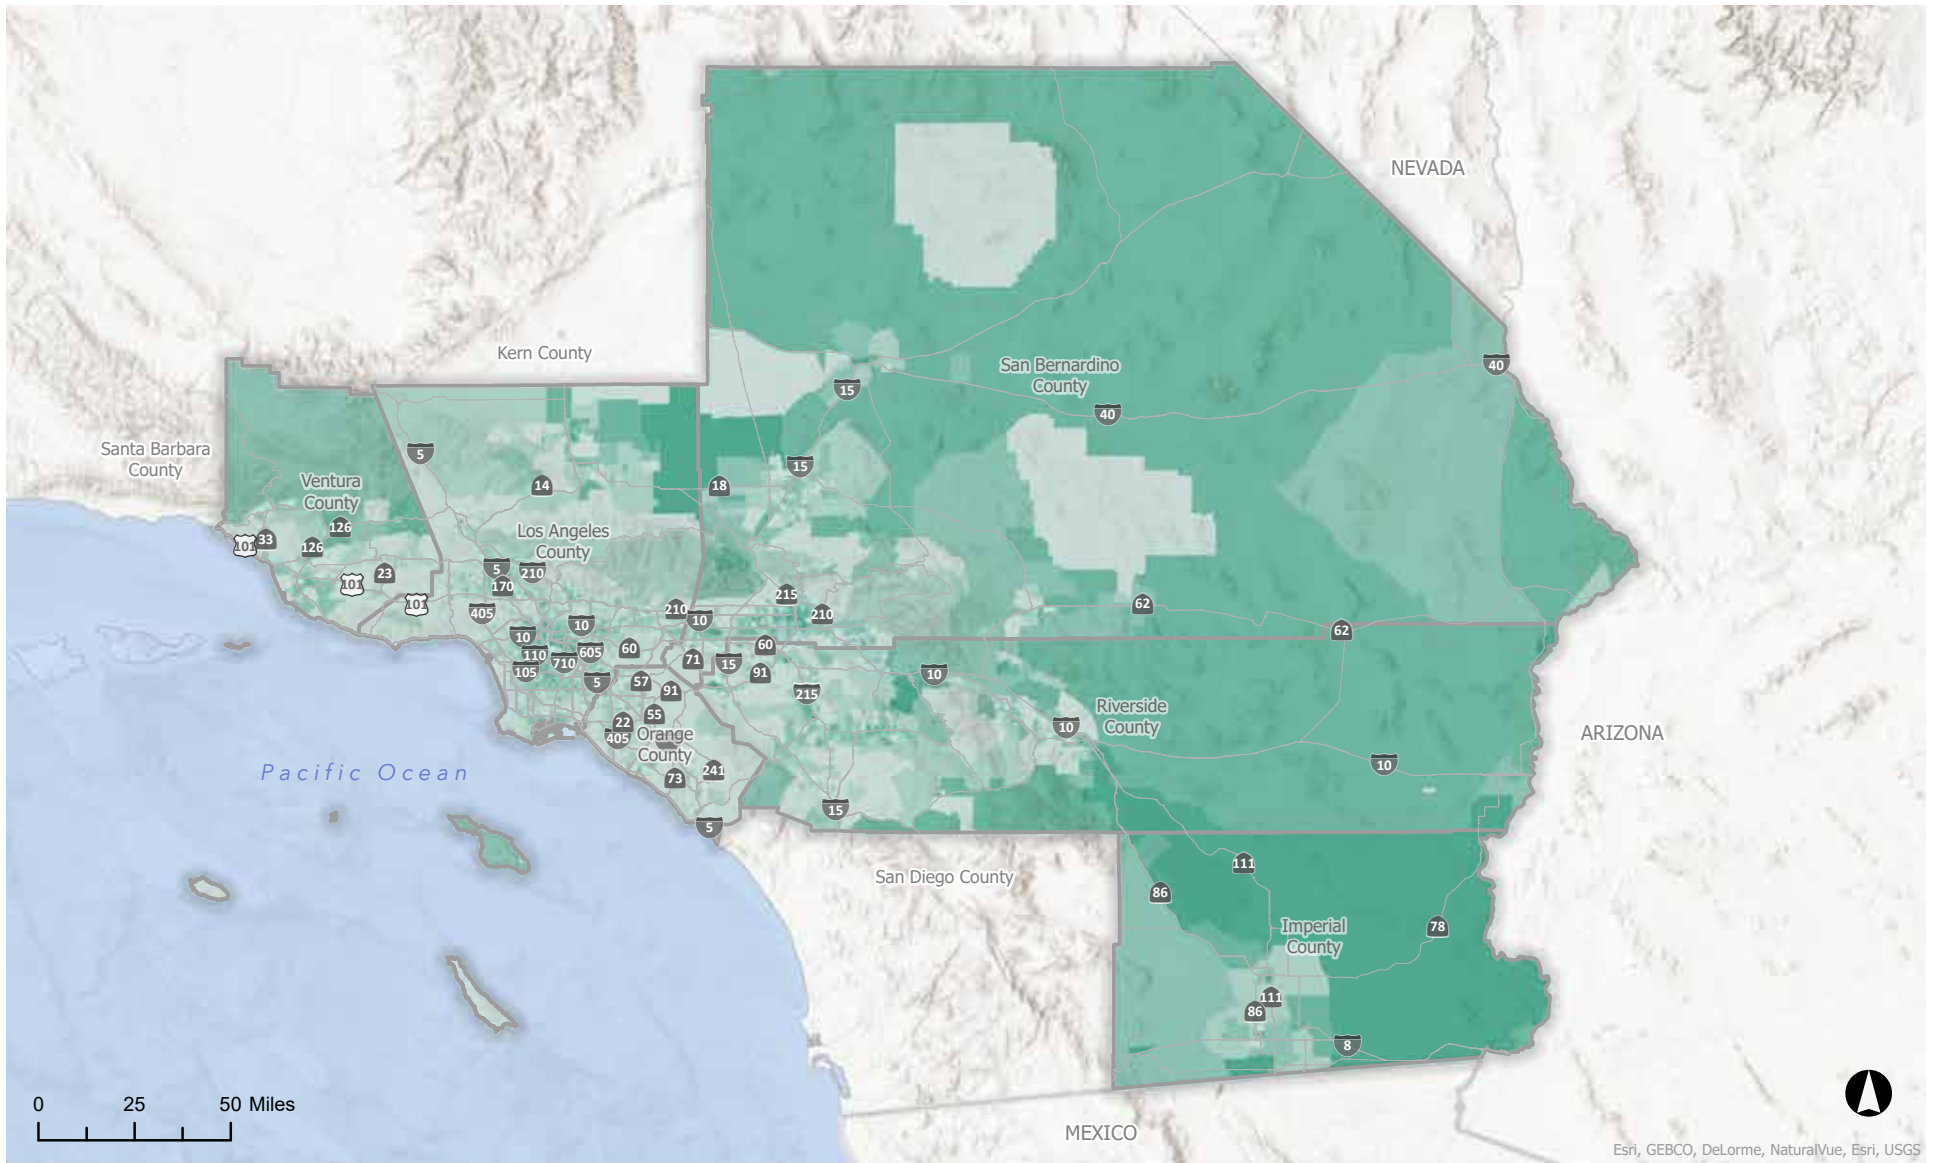 NEVADA
Kern County
San Bernardino
County
40
15
40
Santa Barbara
County
5
15
Ventura
County
14
18
126
Los Angeles
County
33
101
126
5
210
23
170
101
215
62
101
405
210
210
10
10
62
10
60
60
110
605
710
71
15
105
91
10
5
57
91
215
Riverside
County
55
22
10
405
Orange
County
ARIZONA
241
10
Pacific Ocean
73
15
5
111
San Diego County
86
Imperial
County
78
111
86
8
0 25 50 Miles
MEXICO
Esri, GEBCO, DeLorme, NaturalVue, Esri, USGS